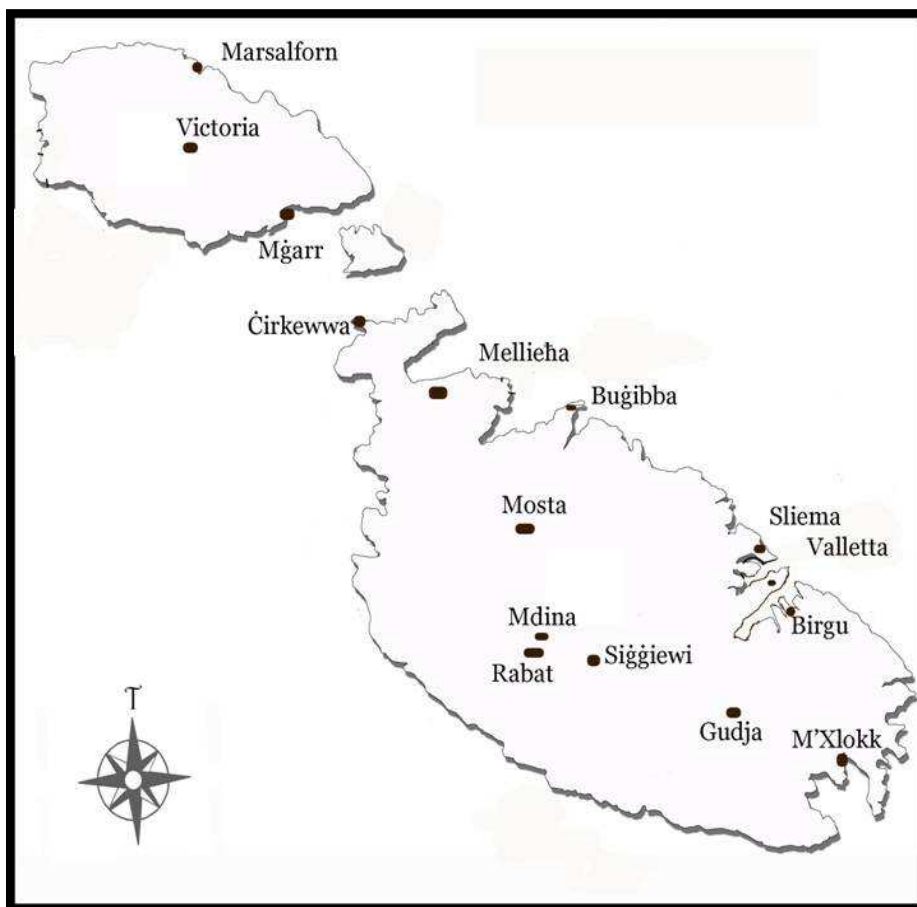 Marsalforn
Victoria
Mġarr
Ċirkewwa
Mellieħa
Buġibba
Mosta
Sliema
Valletta
Birgu
Mdina
Rabat
Siġġiewi
Gudja
M'Xlokk
T